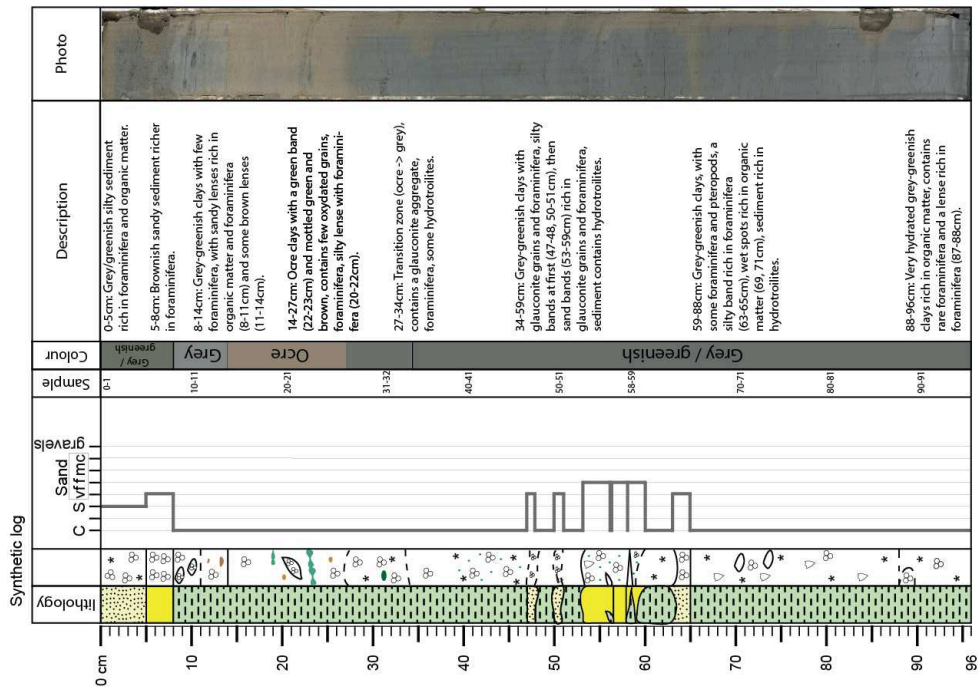 Synthetic log
lithology
C
S
vf
f
m
c
Sand
gravels
Sample
Colour
Description
Photo
0 cm
10
20
30
40
50
60
70
80
90
96
0-1
10-11
20-21
31-32
40-41
50-51
58-59
70-71
80-81
90-91
Grey /
greenish
Grey
Ocre
Grey / greenish
0-5cm: Grey/greenish silty sediment
rich in foraminifera and organic matter.
5-8cm: Brownish sandy sediment richer
in foraminifera.
8-14cm: Grey-greenish clays with few
foraminifera, with sandy lenses rich in
organic matter and foraminifera
(8-11cm) and some brown lenses
(11-14cm).
14-27cm: Ocre clays with a green band
(22-23cm) and mottled green and
brown, contains few oxydated grains,
foraminifera, silty lense with foramini-
fera (20-22cm).
27-34cm: Transition zone (ocre -> grey),
contains a glauconite aggregate,
foraminifera, some hydrotroilites.
34-59cm: Grey-greenish clays with
glauconite grains and foraminifera, silty
bands at first (47-48, 50-51cm), then
sand bands (53-59cm) rich in
glauconite grains and foraminifera,
sediment contains hydrotroilites.
59-88cm: Grey-greenish clays, with
some foraminifera and pteropods, a
silty band rich in foraminifera
(63-65cm), wet spots rich in organic
matter (69, 71cm), sediment rich in
hydrotroilites.
88-96cm: Very hydrated grey-greenish
clays rich in organic matter, contains
rare foraminifera and a lense rich in
foraminifera (87-88cm).